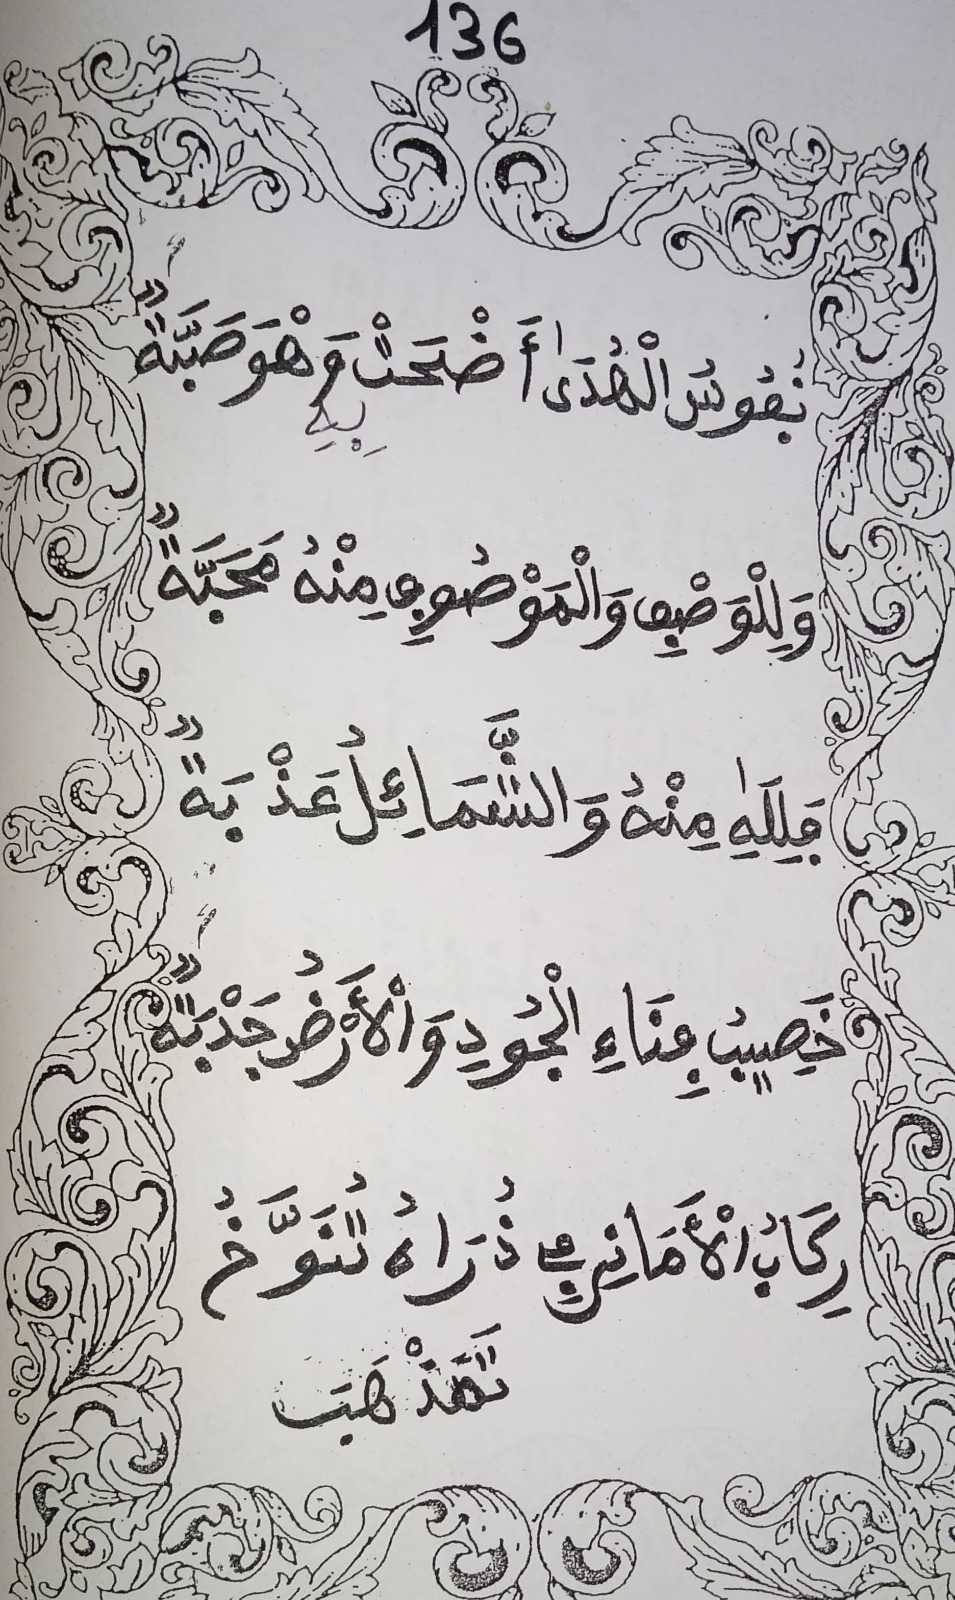 136
نُفُوسُ الْهُدَىٰ أَضْحَتْ وَهْوَ صَبَّةٌ
بِهِ
وَلِلْوَصْفِ وَالْمَوْصُوفِ مِنْهُ مَحَبَّةٌ
فَلِلَّهِ مِنْهُ وَالشَّمَائِلُ عَذْبَةٌ
خَصِيبُ فِنَاءِ الْجُودِ وَالْأَرْضُ جَدْبَةٌ
رِكَابُ الْأَمَانِي فِي ذُرَاهُ تُنَوَّخُ
تَمَذْهَبَ